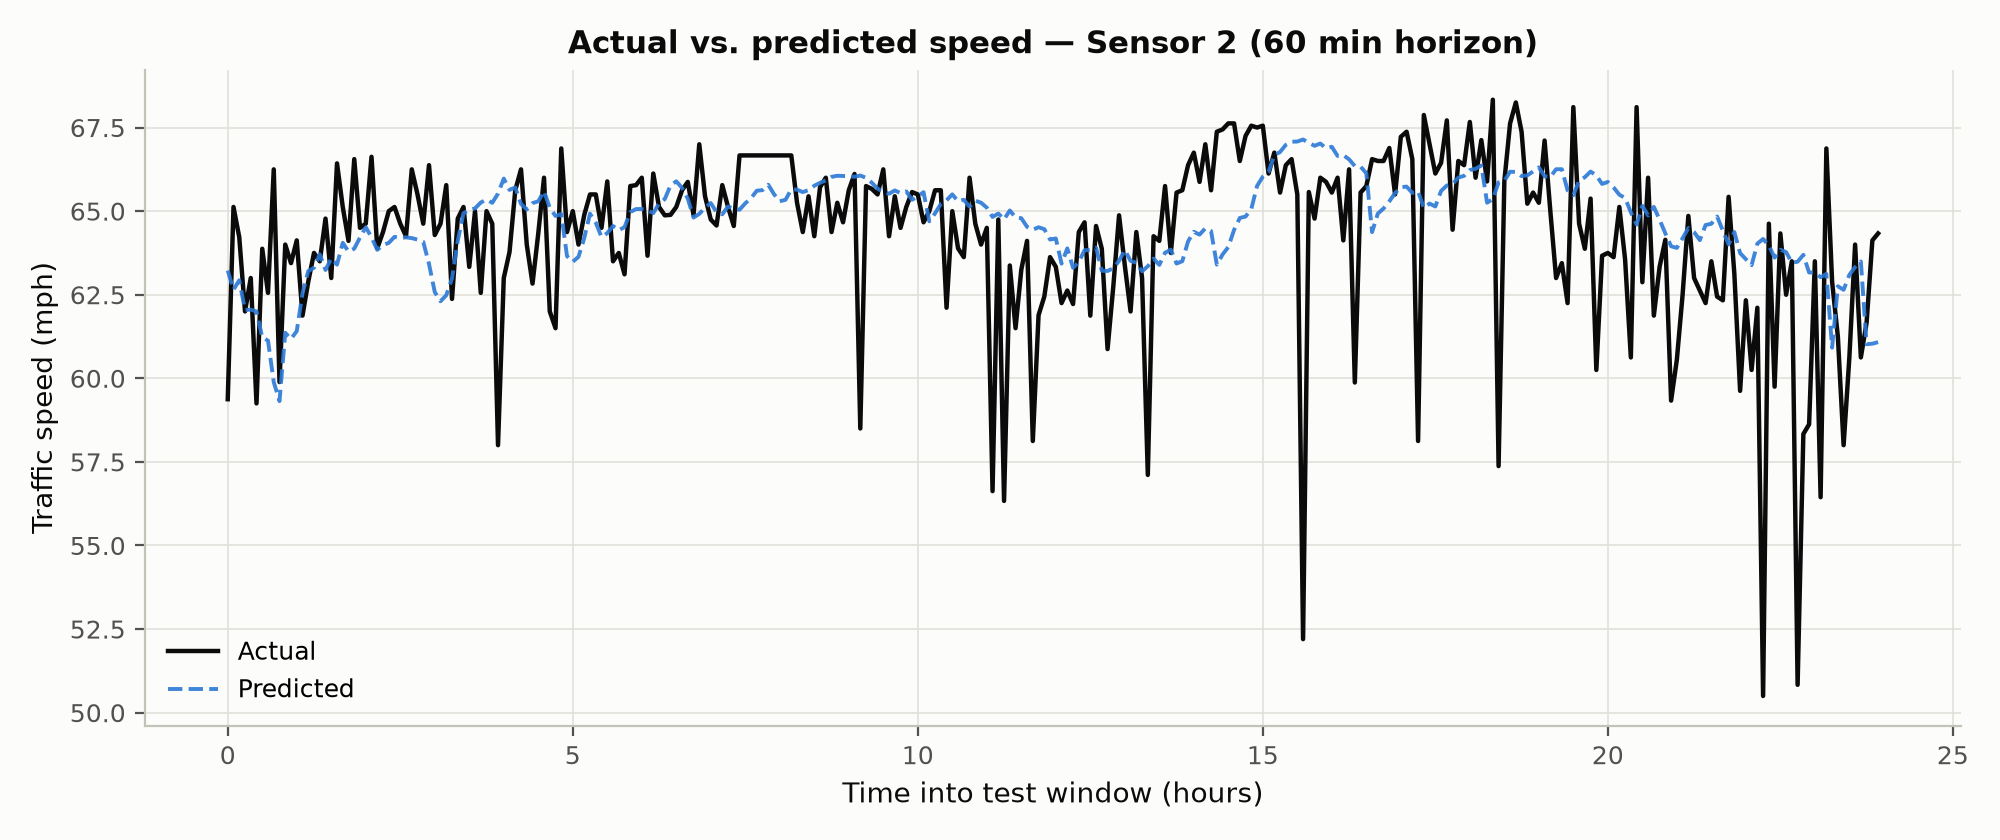 Actual vs. predicted speed — Sensor 2 (60 min horizon)
Traffic speed (mph)
67.5
65.0
62.5
60.0
57.5
55.0
52.5
50.0
Actual
Predicted
0 5 10 15 20 25
Time into test window (hours)